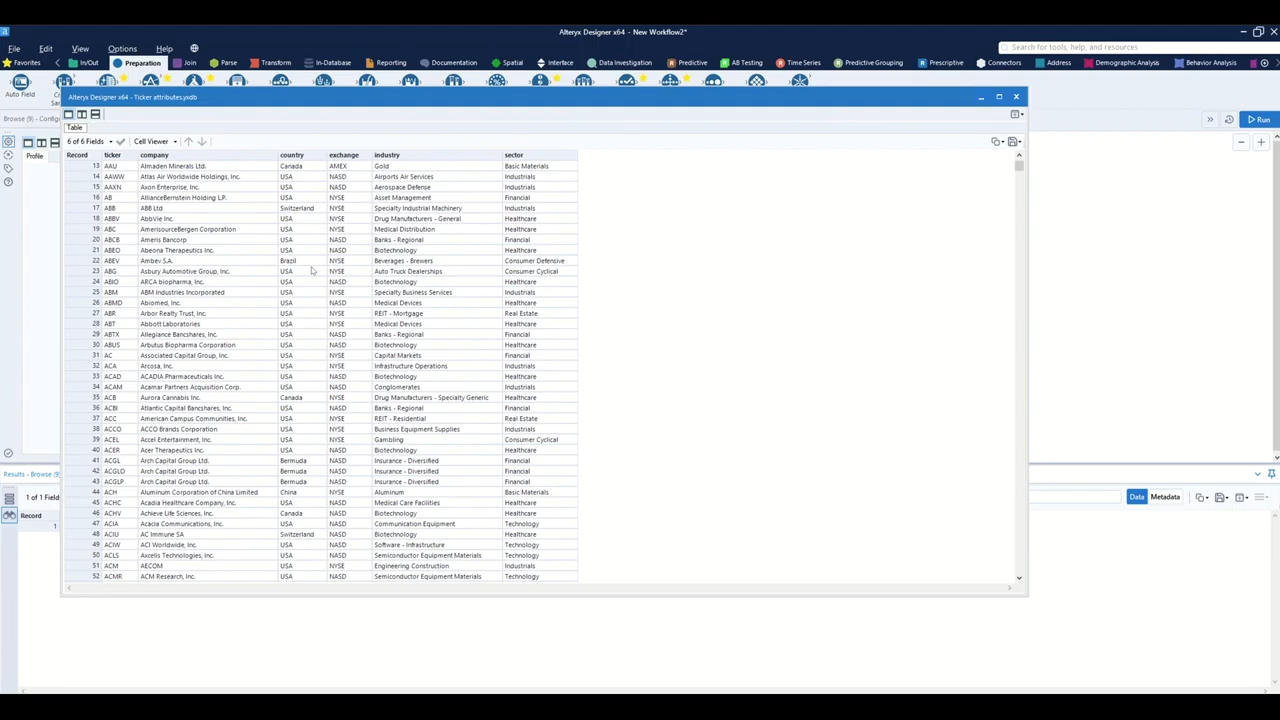 Alteryx Designer x64 - New Workflow2*
File Edit View Options Help
Search for tools, help, and resources
Favorites In/Out Preparation Join Parse Transform In-Database Reporting Documentation Spatial Interface Data Investigation Predictive AB Testing Time Series Predictive Grouping Prescriptive Connectors Address Demographic Analysis Behavior Analysis
Auto Field
Alteryx Designer x64 - Ticker attributes.yxdb
Browse (9) - Config
Run
Table
6 of 6 Fields Cell Viewer
Profile
Record ticker company country exchange industry sector
13 AAU Almaden Minerals Ltd. Canada AMEX Gold Basic Materials
14 AAWW Atlas Air Worldwide Holdings, Inc. USA NASD Airports Air Services Industrials
15 AAXN Axon Enterprise, Inc. USA NASD Aerospace Defense Industrials
16 AB AllianceBernstein Holding L.P. USA NYSE Asset Management Financial
17 ABB ABB Ltd Switzerland NYSE Specialty Industrial Machinery Industrials
18 ABBV AbbVie Inc. USA NYSE Drug Manufacturers - General Healthcare
19 ABC AmerisourceBergen Corporation USA NYSE Medical Distribution Healthcare
20 ABCB Ameris Bancorp USA NASD Banks - Regional Financial
21 ABEO Abeona Therapeutics Inc. USA NASD Biotechnology Healthcare
22 ABEV Ambev S.A. Brazil NYSE Beverages - Brewers Consumer Defensive
23 ABG Asbury Automotive Group, Inc. USA NYSE Auto Truck Dealerships Consumer Cyclical
24 ABIO ARCA biopharma, Inc. USA NASD Biotechnology Healthcare
25 ABM ABM Industries Incorporated USA NYSE Specialty Business Services Industrials
26 ABMD Abiomed, Inc. USA NASD Medical Devices Healthcare
27 ABR Arbor Realty Trust, Inc. USA NYSE REIT - Mortgage Real Estate
28 ABT Abbott Laboratories USA NYSE Medical Devices Healthcare
29 ABTX Allegiance Bancshares, Inc. USA NASD Banks - Regional Financial
30 ABUS Arbutus Biopharma Corporation USA NASD Biotechnology Healthcare
31 AC Associated Capital Group, Inc. USA NYSE Capital Markets Financial
32 ACA Arcosa, Inc. USA NYSE Infrastructure Operations Industrials
33 ACAD ACADIA Pharmaceuticals Inc. USA NASD Biotechnology Healthcare
34 ACAM Acamar Partners Acquisition Corp. USA NASD Conglomerates Industrials
35 ACB Aurora Cannabis Inc. Canada NYSE Drug Manufacturers - Specialty Generic Healthcare
36 ACBI Atlantic Capital Bancshares, Inc. USA NASD Banks - Regional Financial
37 ACC American Campus Communities, Inc. USA NYSE REIT - Residential Real Estate
38 ACCO ACCO Brands Corporation USA NYSE Business Equipment Supplies Industrials
39 ACEL Accel Entertainment, Inc. USA NYSE Gambling Consumer Cyclical
40 ACER Acer Therapeutics Inc. USA NASD Biotechnology Healthcare
41 ACGL Arch Capital Group Ltd. Bermuda NASD Insurance - Diversified Financial
42 ACGLO Arch Capital Group Ltd. Bermuda NASD Insurance - Diversified Financial
43 ACGLP Arch Capital Group Ltd. Bermuda NASD Insurance - Diversified Financial
44 ACH Aluminum Corporation of China Limited China NYSE Aluminum Basic Materials
45 ACHC Acadia Healthcare Company, Inc. USA NASD Medical Care Facilities Healthcare
46 ACHV Achieve Life Sciences, Inc. Canada NASD Biotechnology Healthcare
47 ACIA Acacia Communications, Inc. USA NASD Communication Equipment Technology
48 ACIU AC Immune SA Switzerland NASD Biotechnology Healthcare
49 ACIW ACI Worldwide, Inc. USA NASD Software - Infrastructure Technology
50 ACLS Axcelis Technologies, Inc. USA NASD Semiconductor Equipment Materials Technology
51 ACM AECOM USA NYSE Engineering Construction Industrials
52 ACMR ACM Research, Inc. USA NASD Semiconductor Equipment Materials Technology
Results - Browse (9)
1 of 1 Field
Data Metadata
Record
1